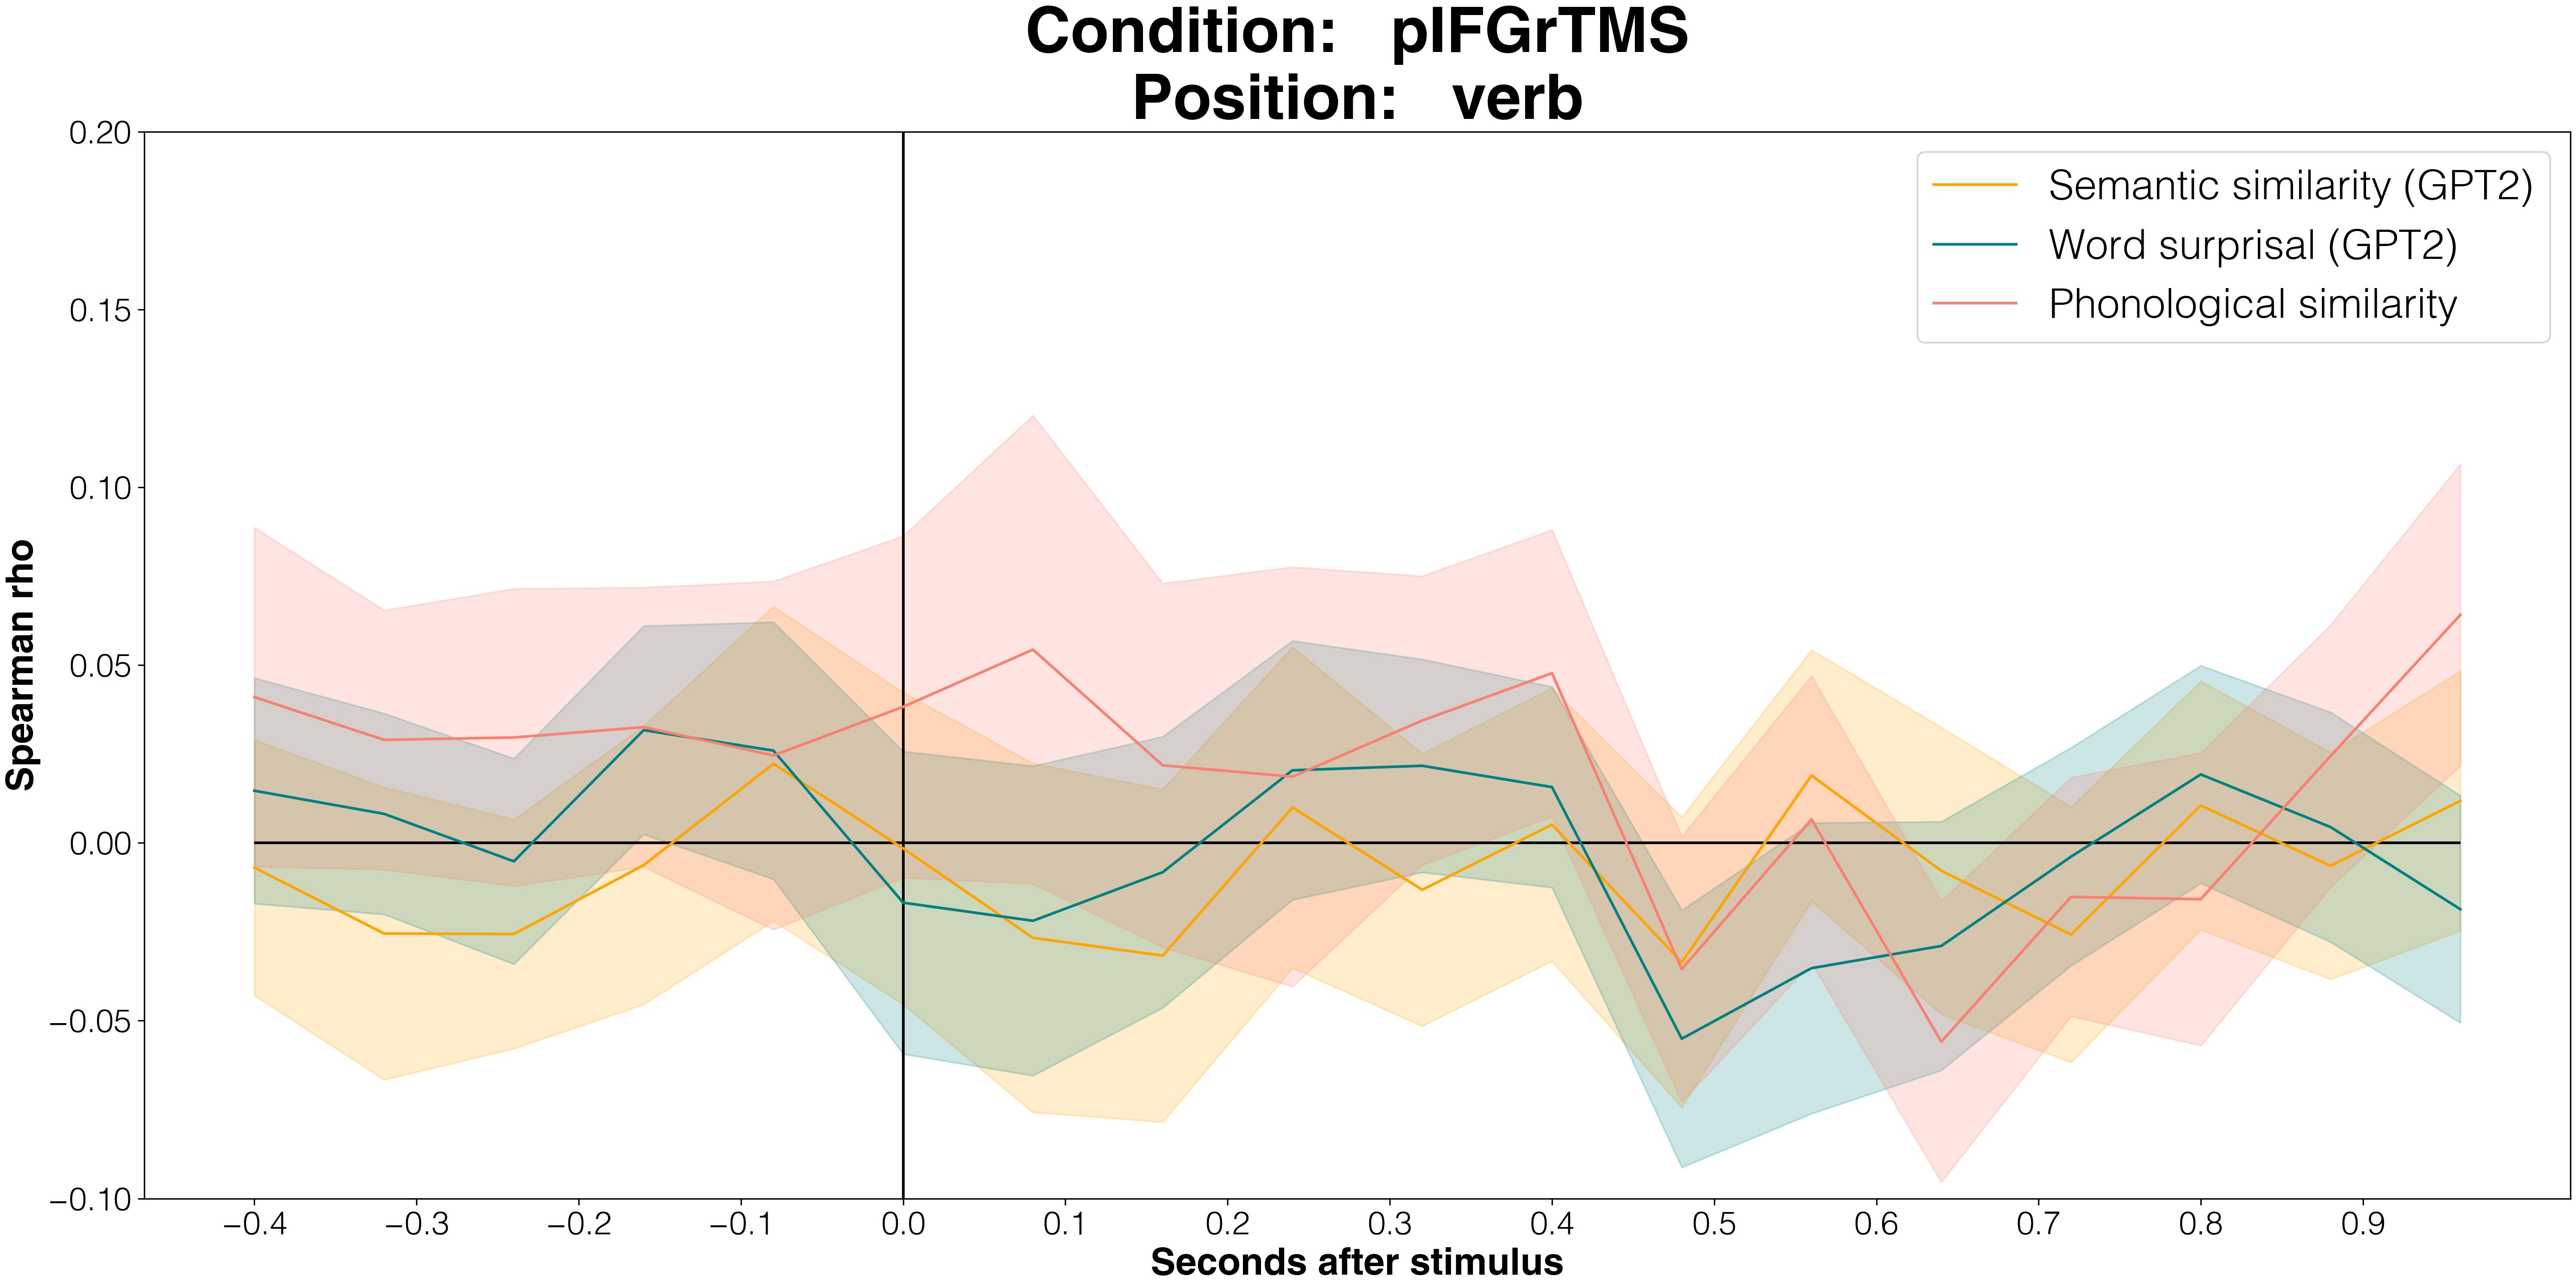 Condition: pIFGrTMS
Position: verb
0.20
0.15
0.10
0.05
0.00
−0.05
−0.10
Spearman rho
Semantic similarity (GPT2)
Word surprisal (GPT2)
Phonological similarity
−0.4 −0.3 −0.2 −0.1 0.0 0.1 0.2 0.3 0.4 0.5 0.6 0.7 0.8 0.9
Seconds after stimulus